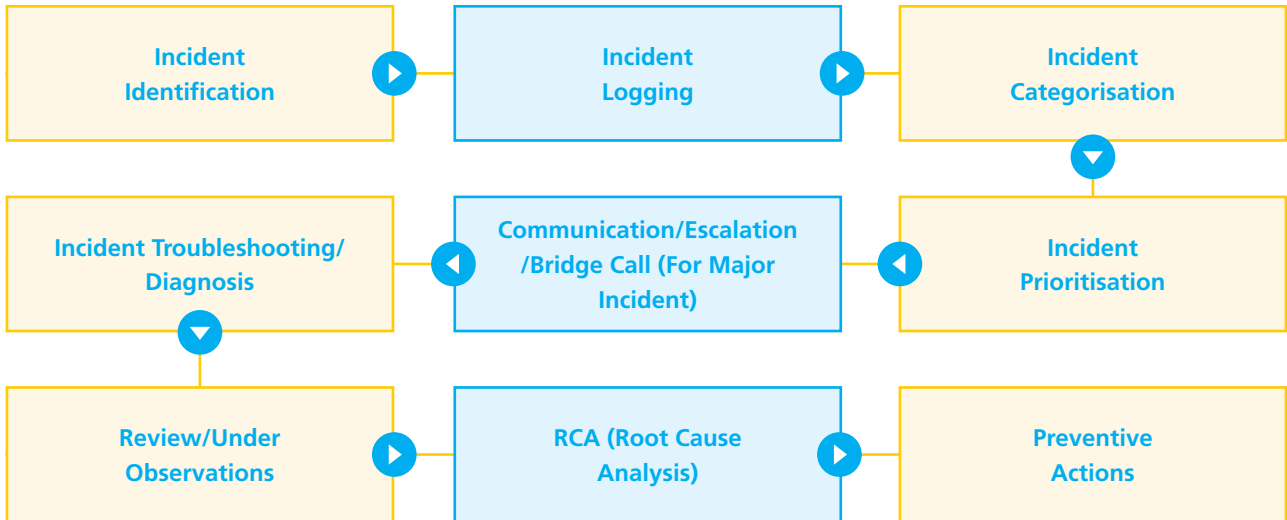 Incident
Identification
Incident
Logging
Incident
Categorisation
Incident Troubleshooting/
Diagnosis
Communication/Escalation
/Bridge Call (For Major
Incident)
Incident
Prioritisation
Review/Under
Observations
RCA (Root Cause
Analysis)
Preventive
Actions